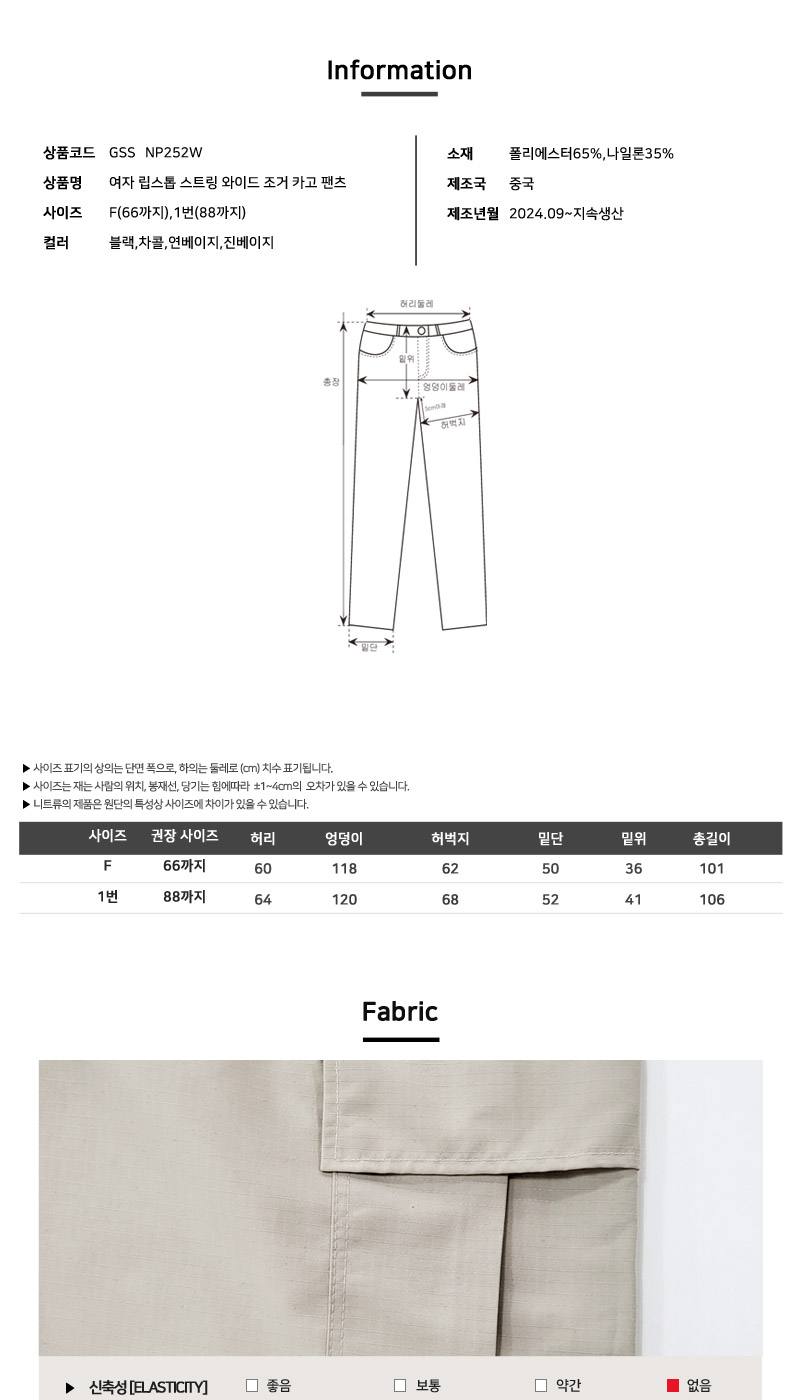 Information
상품코드 GSS NP252W
상품명 여자 립스톱 스트링 와이드 조거 카고 팬츠
사이즈 F(66까지),1번(88까지)
컬러 블랙,차콜,연베이지,진베이지
소재 폴리에스터65%,나일론35%
제조국 중국
제조년월 2024.09~지속생산
허리둘레
밑위
총장
엉덩이둘레
5cm아래
허벅지
밑단
▶ 사이즈 표기의 상의는 단면 폭으로, 하의는 둘레로 (cm) 치수 표기됩니다.
▶ 사이즈는 재는 사람의 위치, 봉재선, 당기는 힘에따라 ±1~4cm의 오차가 있을 수 있습니다.
▶ 니트류의 제품은 원단의 특성상 사이즈에 차이가 있을 수 있습니다.
사이즈 권장 사이즈 허리 엉덩이 허벅지 밑단 밑위 총길이
F 66까지 60 118 62 50 36 101
1번 88까지 64 120 68 52 41 106
Fabric
▶ 신축성 [ELASTICITY] 좋음 보통 약간 없음